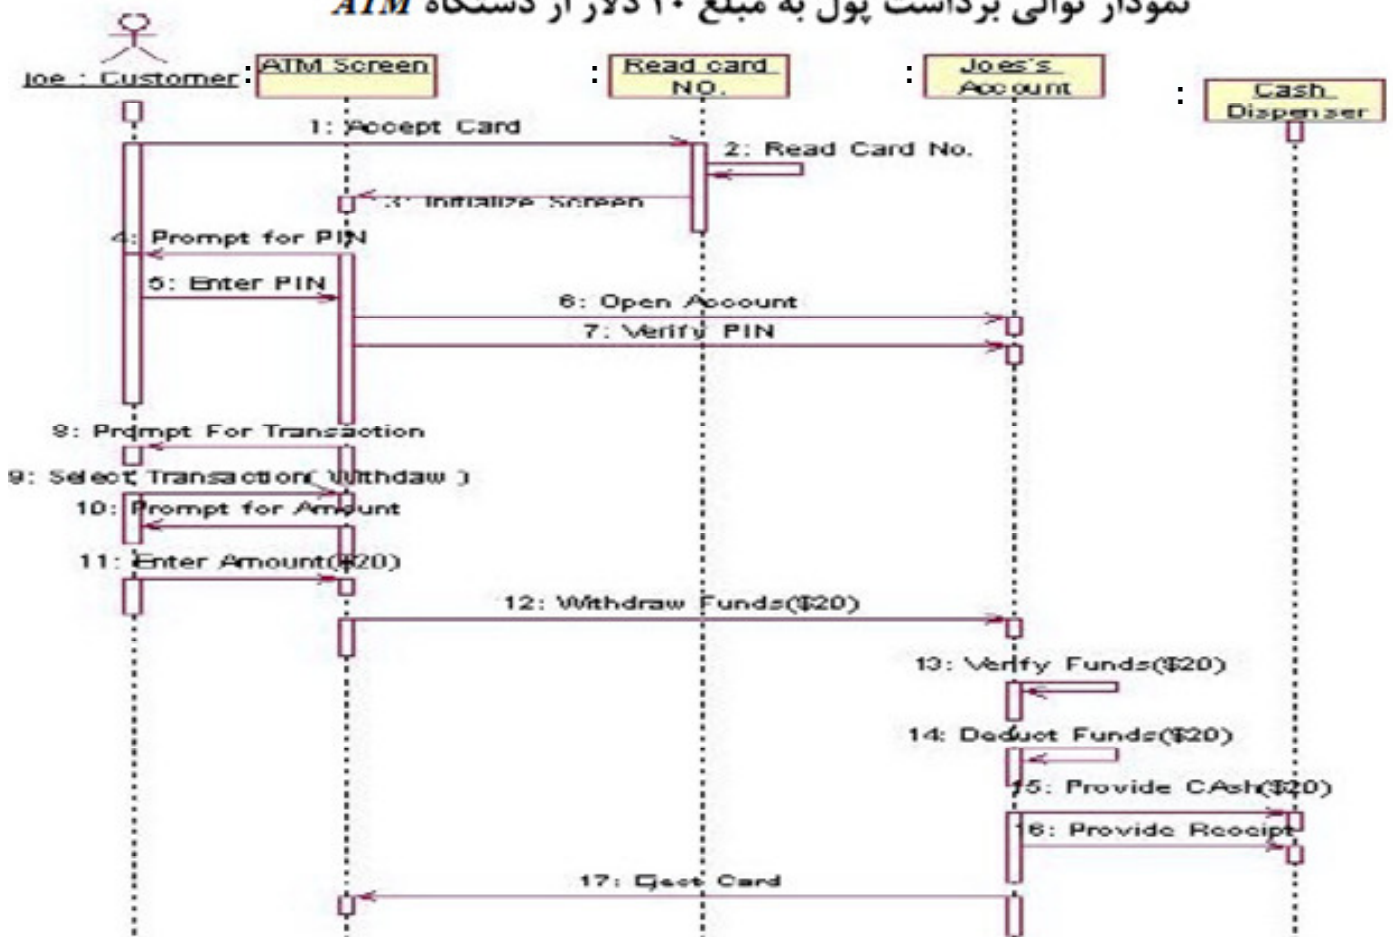 نمودار توالی برداشت پول به مبلغ ۲۰ دلار از دستگاه ATM
joe : Customer
:
ATM Screen
:
Read card
NO.
:
Joes's
Account
:
Cash
Dispenser
1: Accept Card
2: Read Card No.
3: Initialize Screen
4: Prompt for PIN
5: Enter PIN
6: Open Account
7: Verify PIN
8: Prompt For Transaction
9: Select Transaction( Withdaw )
10: Prompt for Amount
11: Enter Amount($20)
12: Withdraw Funds($20)
13: Verify Funds($20)
14: Deduct Funds($20)
15: Provide CAsh($20)
16: Provide Receipt
17: Eject Card